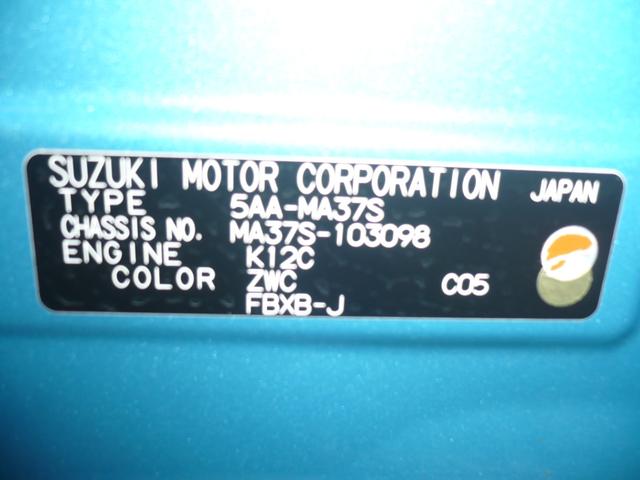 SUZUKI MOTOR CORPORATION JAPAN
TYPE 5AA-MA37S
CHASSIS NO. MA37S-103098
ENGINE K12C
COLOR ZWC C05
FBXB-J